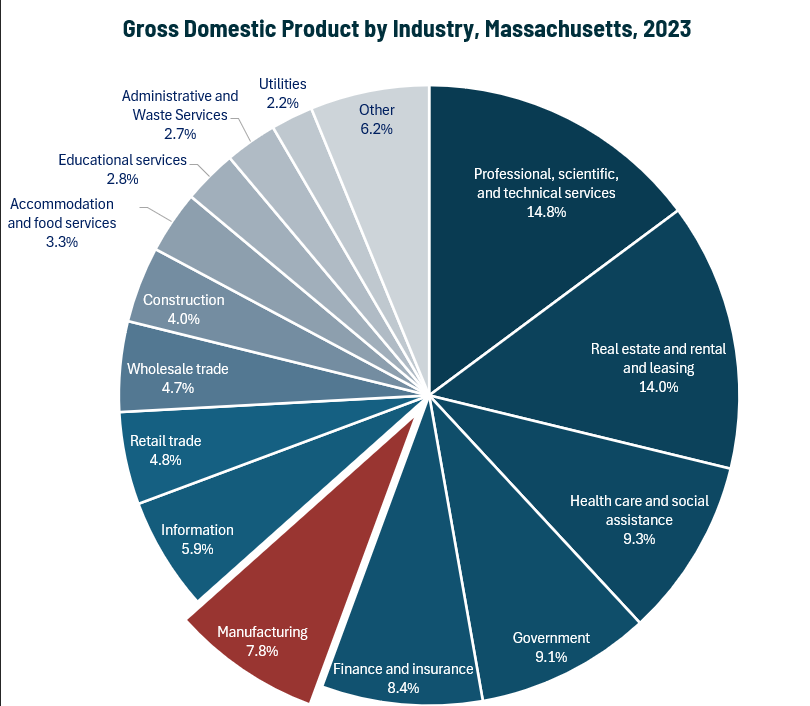 Gross Domestic Product by Industry, Massachusetts, 2023
Professional, scientific,
and technical services
14.8%
Real estate and rental
and leasing
14.0%
Health care and social
assistance
9.3%
Government
9.1%
Finance and insurance
8.4%
Manufacturing
7.8%
Information
5.9%
Retail trade
4.8%
Wholesale trade
4.7%
Construction
4.0%
Accommodation
and food services
3.3%
Educational services
2.8%
Administrative and
Waste Services
2.7%
Utilities
2.2%
Other
6.2%